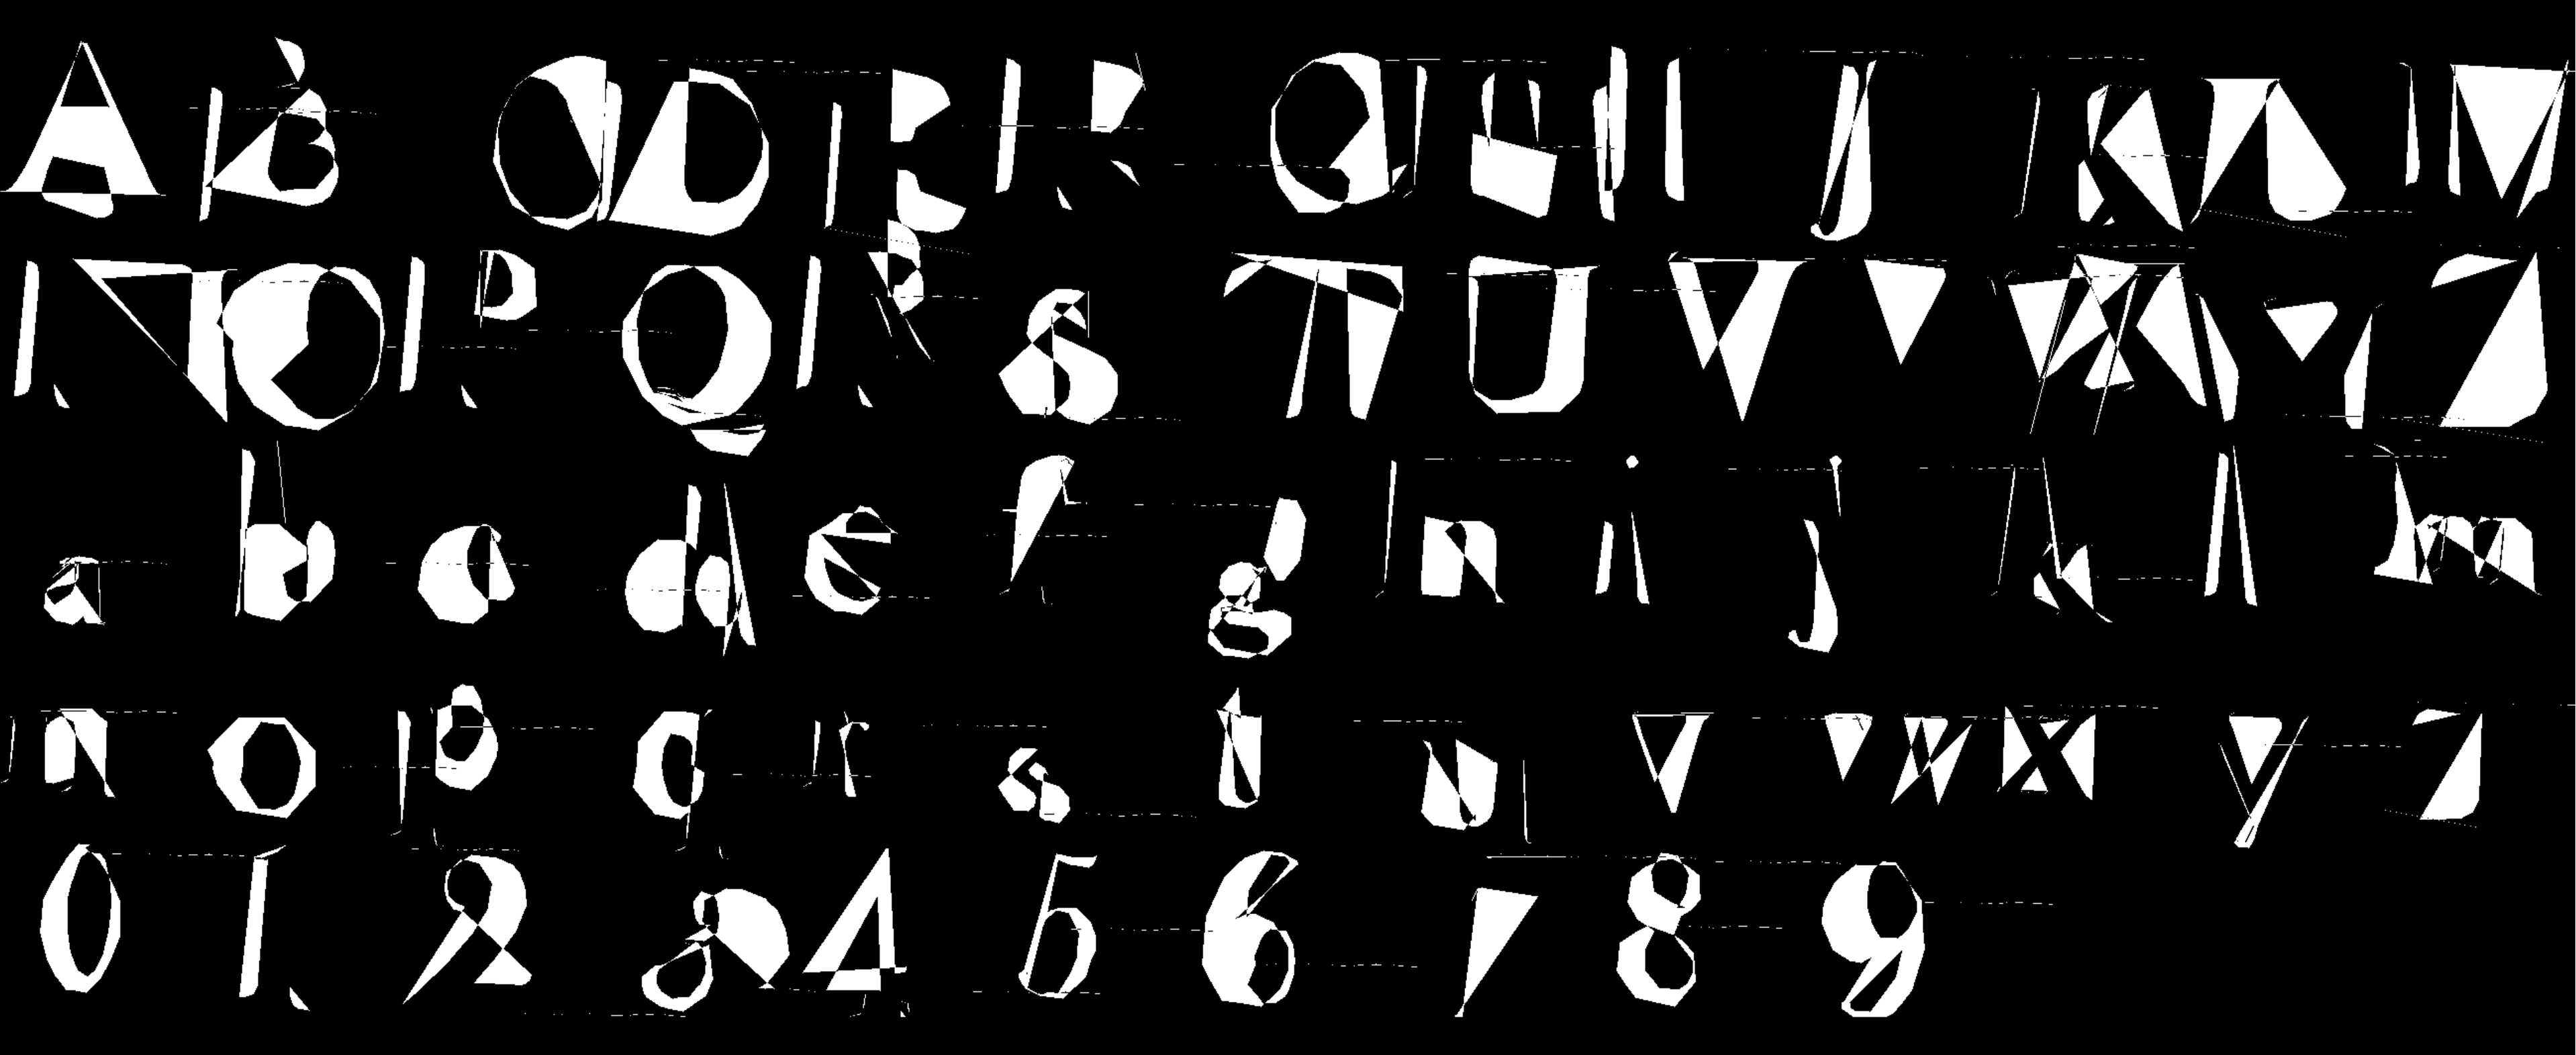 A B C D E F G H I J K L M
N O P Q R S T U V W X Y Z
a b c d e f g h i j k l m
n o p q r s t u v w x y z
0 1 2 3 4 5 6 7 8 9